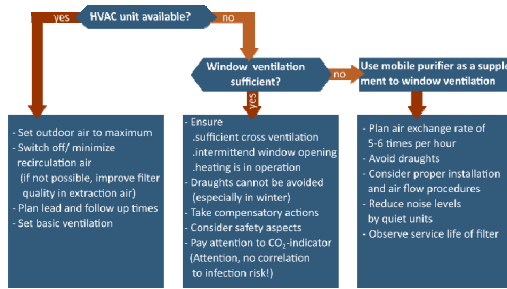 HVAC unit available?
yes
no
Window ventilation
sufficient?
no
Use mobile purifier as a supple
ment to window ventilation
yes
- Set outdoor air to maximum
- Switch off/ minimize
recirculation air
(if not possible, improve filter
quality in extraction air)
- Plan lead and follow up times
- Set basic ventilation
- Ensure
.sufficient cross ventilation
.intermittend window opening
.heating is in operation
- Draughts cannot be avoided
(especially in winter)
- Take compensatory actions
- Consider safety aspects
- Pay attention to CO₂-indicator
(Attention, no correlation
to infection risk!)
- Plan air exchange rate of
5-6 times per hour
- Avoid draughts
- Consider proper installation
and air flow procedures
- Reduce noise levels
by quiet units
- Observe service life of filter